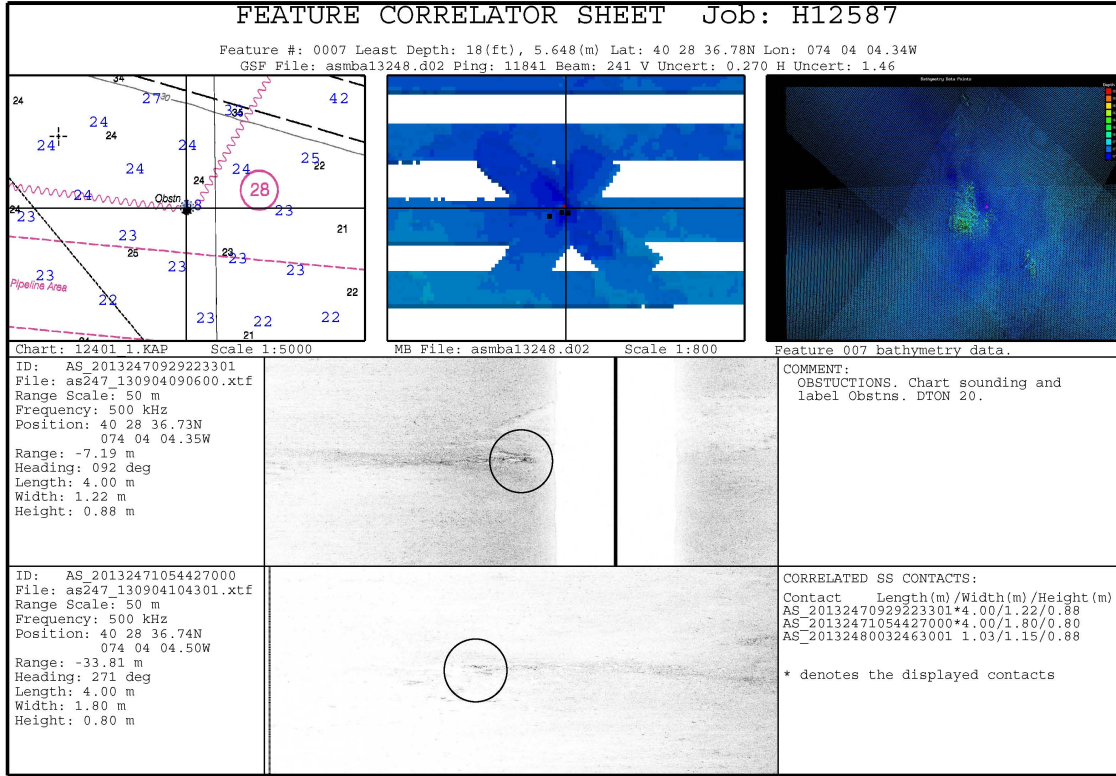 FEATURE CORRELATOR SHEET Job: H12587
Feature #: 0007 Least Depth: 18(ft), 5.648(m) Lat: 40 28 36.78N Lon: 074 04 04.34W
GSF File: asmba13248.d02 Ping: 11841 Beam: 241 V Uncert: 0.270 H Uncert: 1.46
34
24
27
30
35
42
24
24
24
24
24
24
25
22
24
24
Obstn
8
28
24
23
23
21
23
25
23
23
23
23
23
Pipeline Area
22
22
23
22
22
21
24
Bathymetry Data Points
Chart: 12401_1.KAP Scale 1:5000
MB File: asmba13248.d02 Scale 1:800
Feature 007 bathymetry data.
ID: AS_20132470929223301
File: as247_130904090600.xtf
Range Scale: 50 m
Frequency: 500 kHz
Position: 40 28 36.73N
074 04 04.35W
Range: -7.19 m
Heading: 092 deg
Length: 4.00 m
Width: 1.22 m
Height: 0.88 m
COMMENT:
OBSTUCTIONS. Chart sounding and
label Obstns. DTON 20.
ID: AS_20132471054427000
File: as247_130904104301.xtf
Range Scale: 50 m
Frequency: 500 kHz
Position: 40 28 36.74N
074 04 04.50W
Range: -33.81 m
Heading: 271 deg
Length: 4.00 m
Width: 1.80 m
Height: 0.80 m
CORRELATED SS CONTACTS:
Contact Length(m)/Width(m)/Height(m)
AS_20132470929223301*4.00/1.22/0.88
AS_20132471054427000*4.00/1.80/0.80
AS_20132480032463001 1.03/1.15/0.88
* denotes the displayed contacts